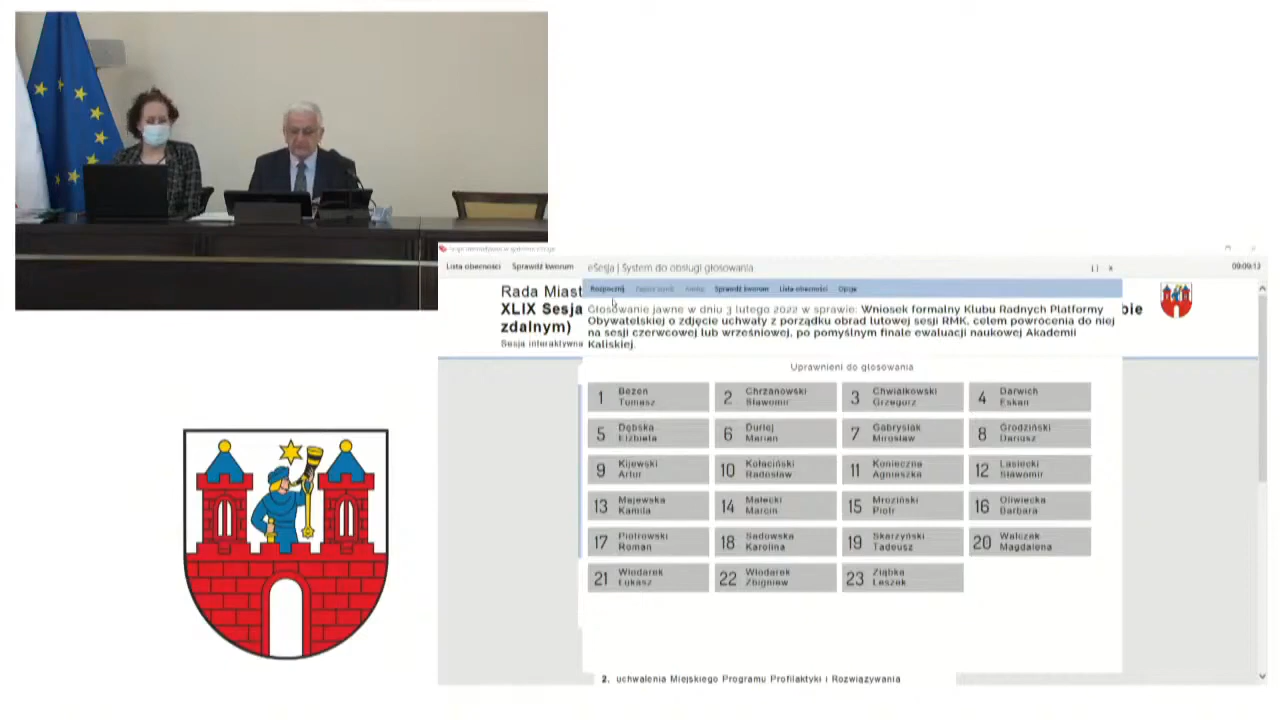 Lista obecności Sprawdź kworum
eSesja | System do obsługi głosowania
09:09:12
Rozpocznij
Sprawdź kworum Lista obecności Opcje
Rada Miast
XLIX Sesja
bie
zdalnym)
Sesja interaktywna
Głosowanie jawne w dniu 3 lutego 2022 w sprawie: Wniosek formalny Klubu Radnych Platformy
Obywatelskiej o zdjęcie uchwały z porządku obrad lutowej sesji RMK, celem powrócenia do niej
na sesji czerwcowej lub wrześniowej, po pomyślnym finale ewaluacji naukowej Akademii
Kaliskiej.
Uprawnieni do głosowania
1 Bezen Tomasz
2 Chrzanowski Sławomir
3 Chwiałkowski Grzegorz
4 Darwich Eskan
5 Dębska Elżbieta
6 Durlej Marian
7 Gabrysiak Mirosław
8 Grodziński Dariusz
9 Kijewski Artur
10 Kołaciński Radosław
11 Konieczna Agnieszka
12 Lasiecki Sławomir
13 Majewska Kamila
14 Małecki Marcin
15 Mroziński Piotr
16 Oliwiecka Barbara
17 Piotrowski Roman
18 Sadowska Karolina
19 Skarżyński Tadeusz
20 Walczak Magdalena
21 Włodarek Łukasz
22 Włodarek Zbigniew
23 Ziąbka Leszek
2. uchwalenia Miejskiego Programu Profilaktyki i Rozwiązywania